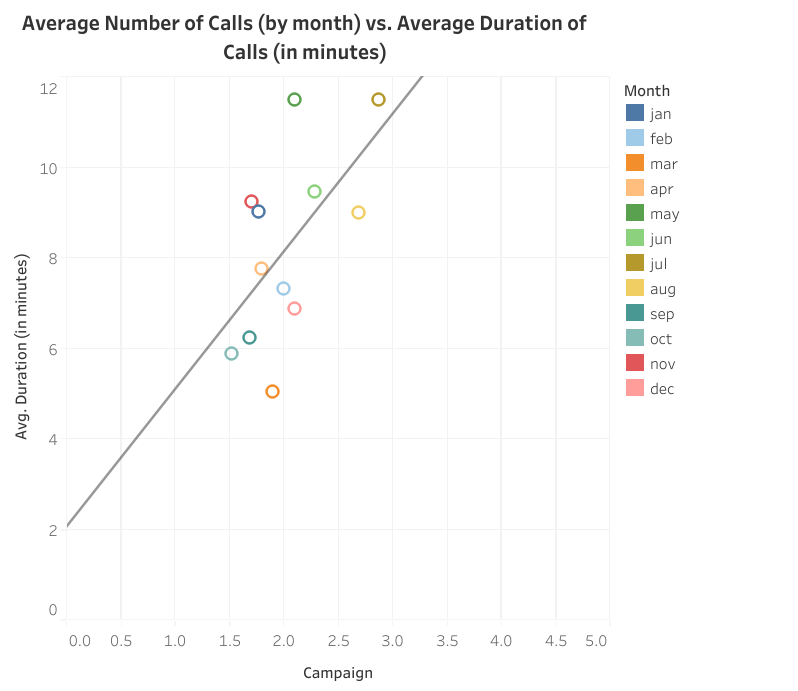 Average Number of Calls (by month) vs. Average Duration of
Calls (in minutes)
Month
jan
feb
mar
apr
may
jun
jul
aug
sep
oct
nov
dec
Avg. Duration (in minutes)
12
10
8
6
4
2
0
0.0 0.5 1.0 1.5 2.0 2.5 3.0 3.5 4.0 4.5 5.0
Campaign